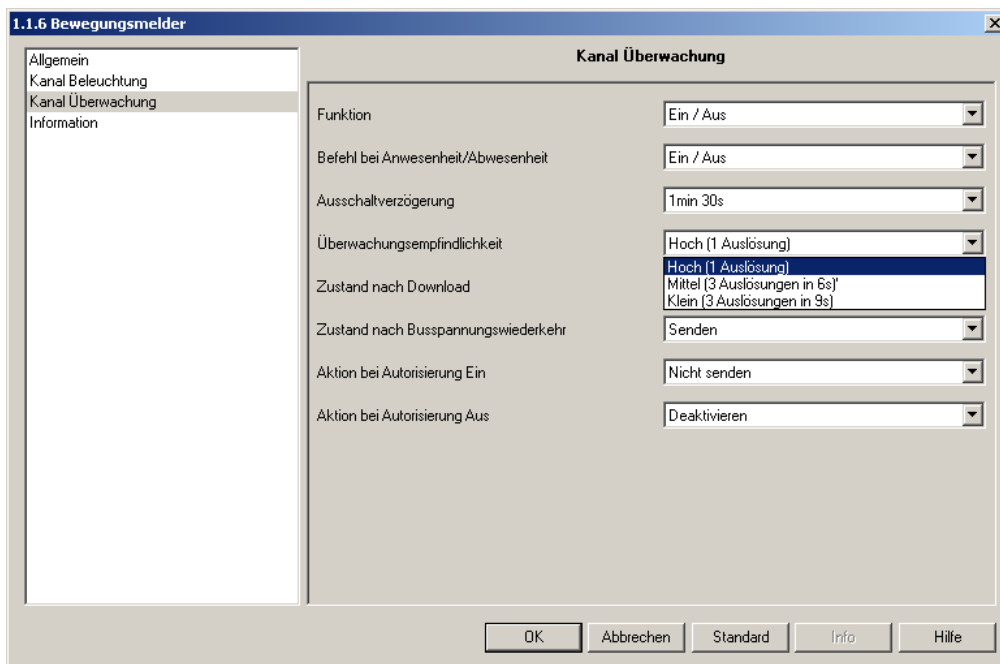 1.1.6 Bewegungsmelder
Allgemein
Kanal Beleuchtung
Kanal Überwachung
Information
Kanal Überwachung
Funktion
Ein / Aus
Befehl bei Anwesenheit/Abwesenheit
Ein / Aus
Ausschaltverzögerung
1min 30s
Überwachungsempfindlichkeit
Hoch (1 Auslösung)
Hoch (1 Auslösung)
Mittel (3 Auslösungen in 6s)'
Klein (3 Auslösungen in 9s)
Zustand nach Download
Zustand nach Busspannungswiederkehr
Senden
Aktion bei Autorisierung Ein
Nicht senden
Aktion bei Autorisierung Aus
Deaktivieren
OK
Abbrechen
Standard
Info
Hilfe